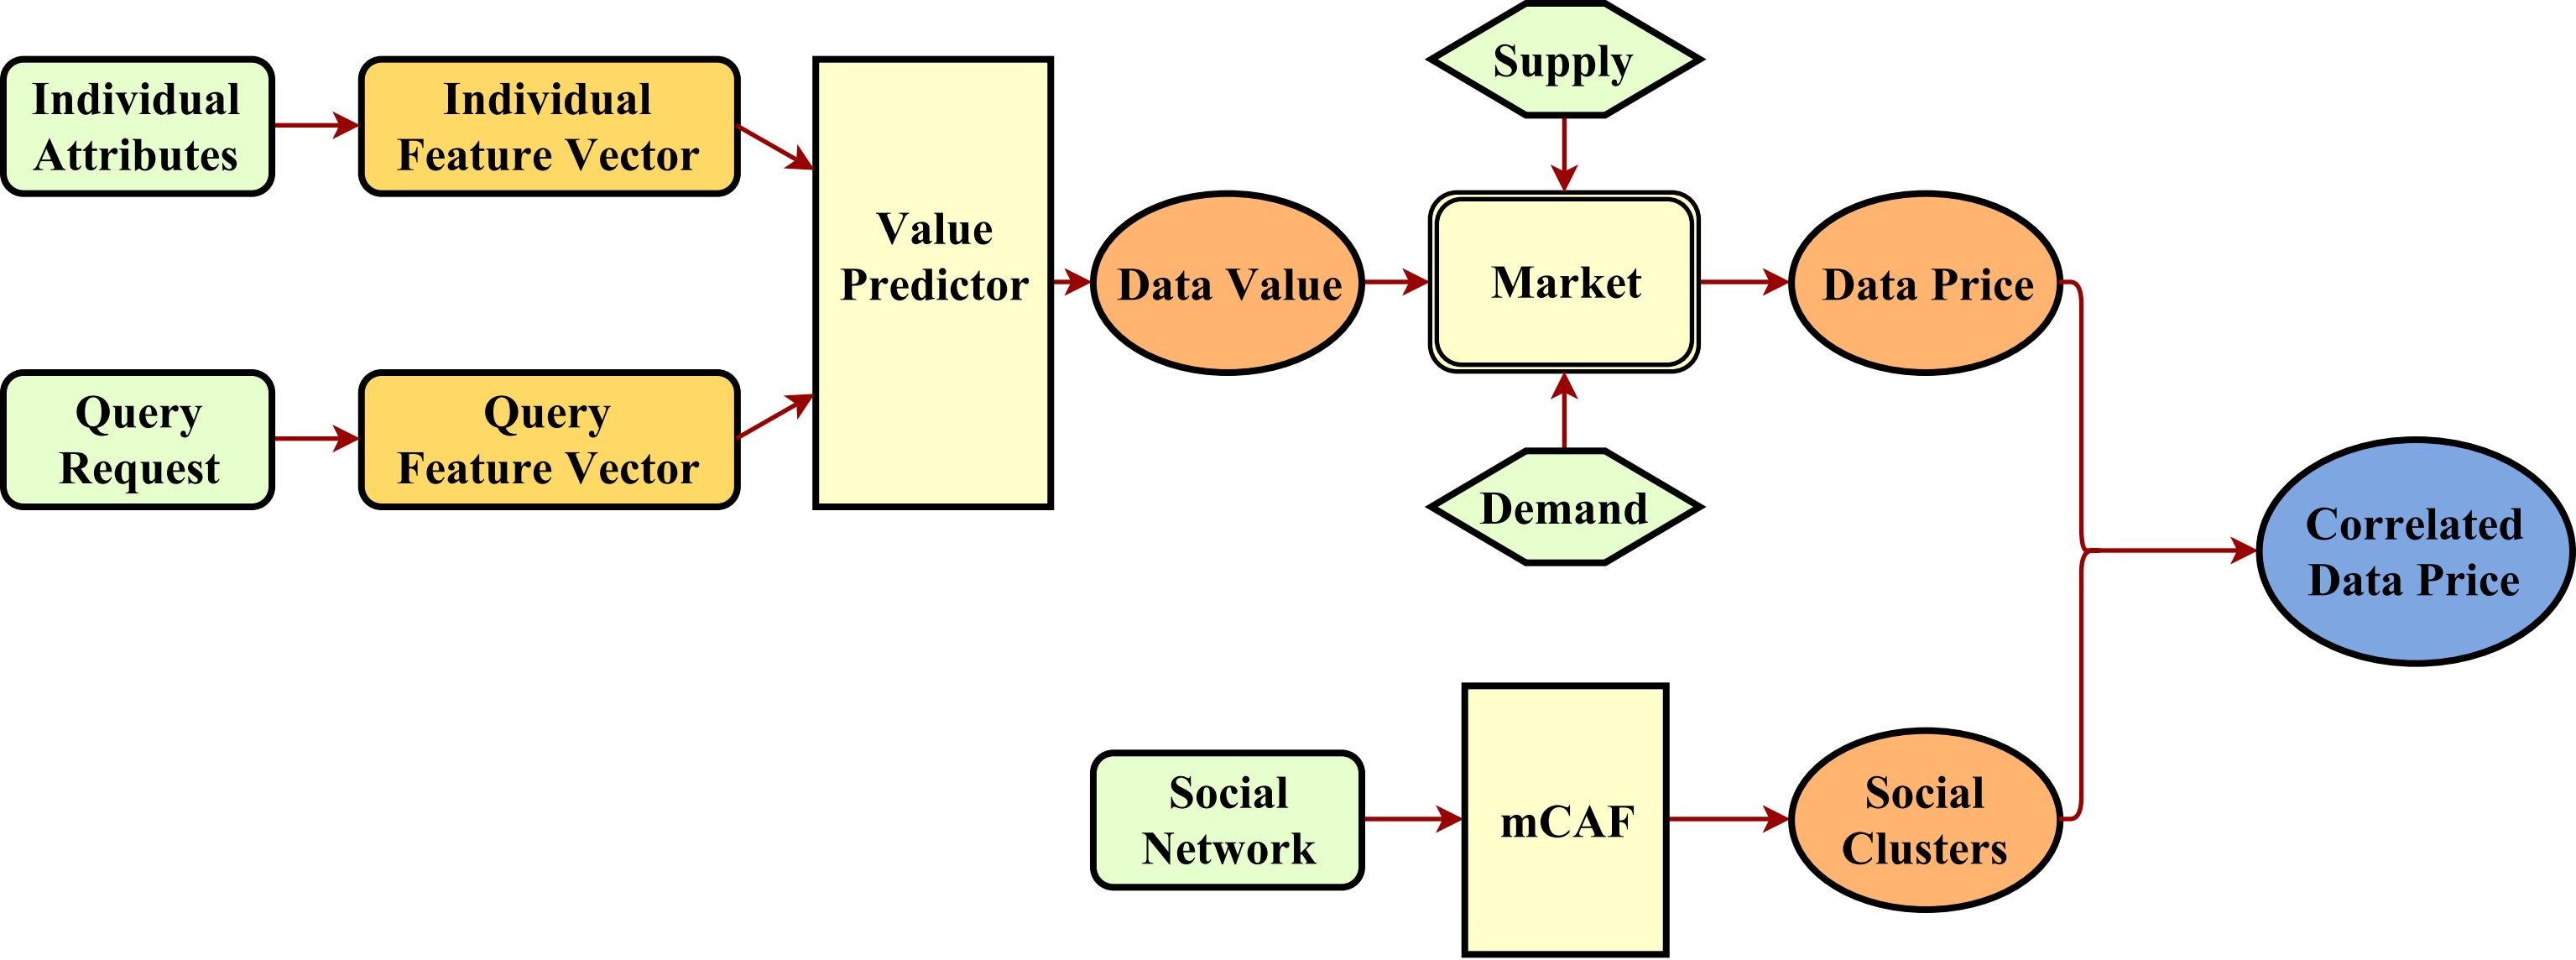 Individual
Attributes
Individual
Feature Vector
Query
Request
Query
Feature Vector
Value
Predictor
Data Value
Supply
Market
Demand
Data Price
Social
Network
mCAF
Social
Clusters
Correlated
Data Price